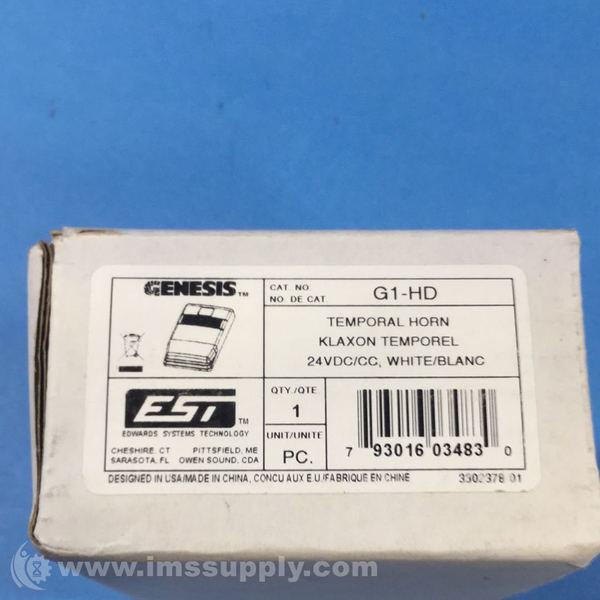 GENESIS™
CAT. NO.
NO. DE CAT.
G1-HD
TEMPORAL HORN
KLAXON TEMPOREL
24VDC/CC, WHITE/BLANC
EST™
EDWARDS SYSTEMS TECHNOLOGY
CHESHIRE, CT PITTSFIELD, ME
SARASOTA, FL OWEN SOUND, CDA
QTY./QTE
1
UNIT/UNITE
PC.
7 93016 03483 0
DESIGNED IN USA/MADE IN CHINA, CONCU AUX E.U./FABRIQUE EN CHINE
3502378 01
© www.imssupply.com